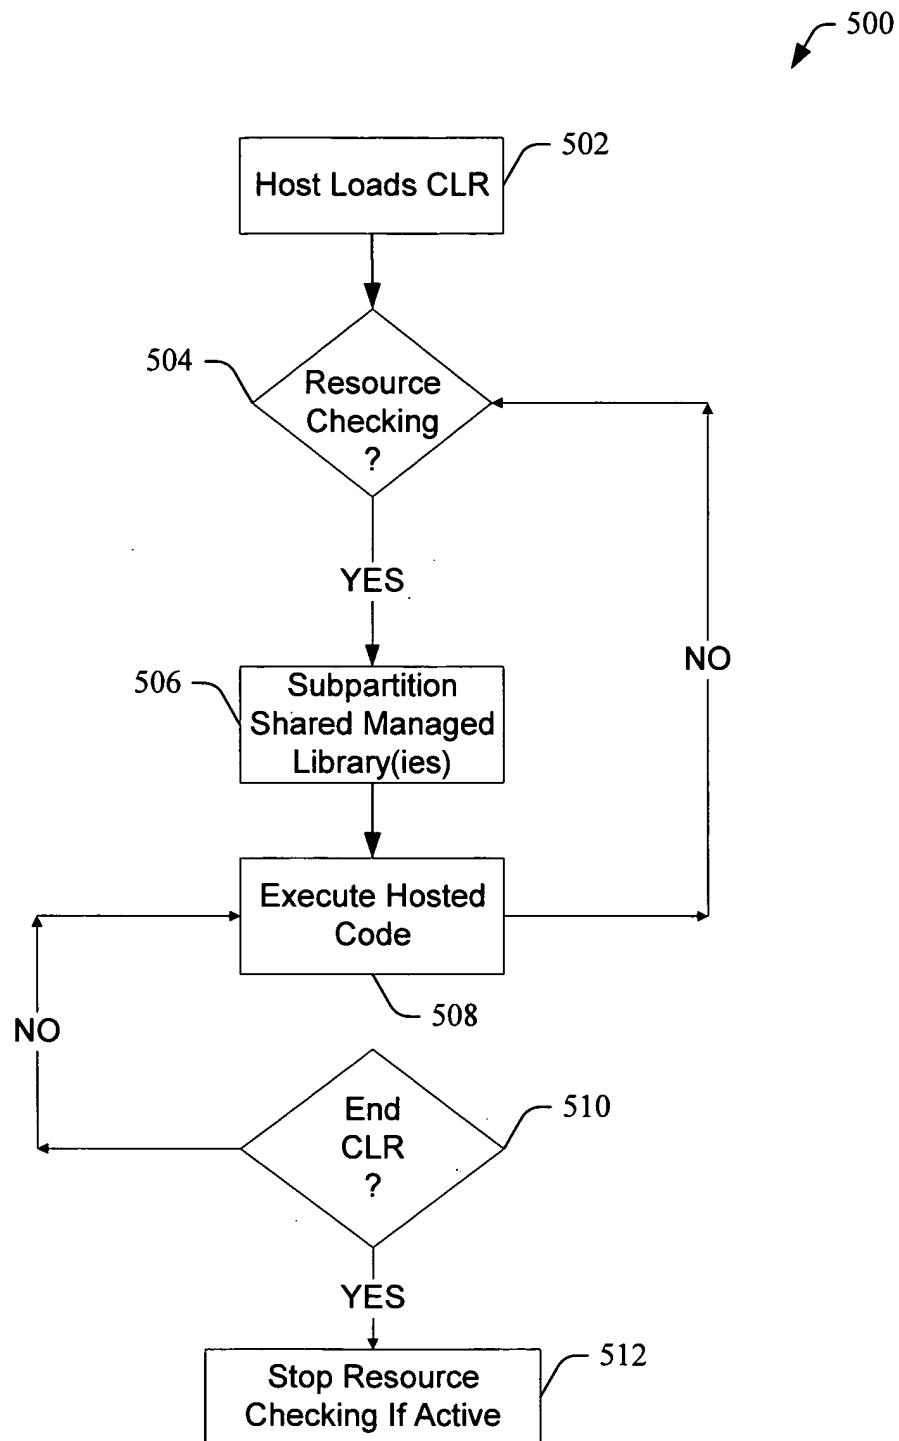 500
502
Host Loads CLR
504
Resource
Checking
?
YES
NO
506
Subpartition
Shared Managed
Library(ies)
Execute Hosted
Code
508
NO
End
CLR
?
510
YES
512
Stop Resource
Checking If Active